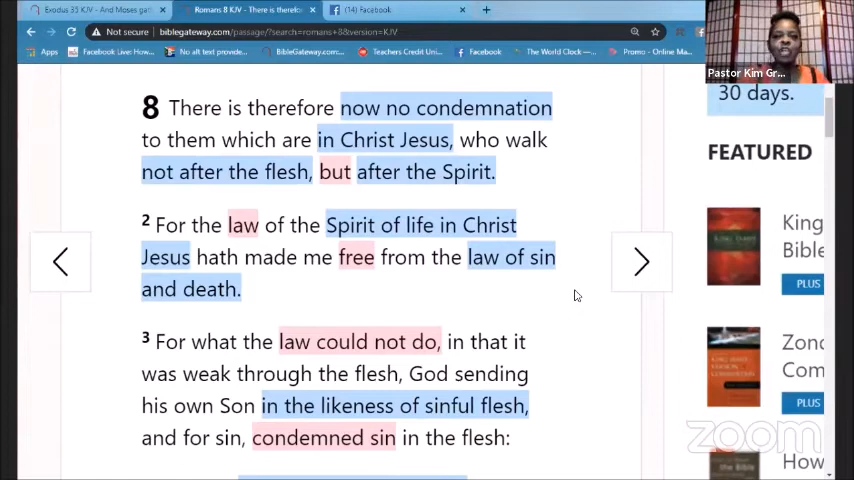 Exodus 33 KJV - And Moses gat
Romans 8 KJV - There is therefo
(14) Facebook
Not secure | biblegateway.com/passage/?search=romans+8&version=KJV
Apps
Facebook Live: How...
No alt text provide...
BibleGateway.com:...
Teachers Credit Uni...
Facebook
The World Clock —...
Promo - Online Ma...
Pastor Kim Gr...
30 days.
8 There is therefore now no condemnation
to them which are in Christ Jesus, who walk
not after the flesh, but after the Spirit.
2 For the law of the Spirit of life in Christ
Jesus hath made me free from the law of sin
and death.
3 For what the law could not do, in that it
was weak through the flesh, God sending
his own Son in the likeness of sinful flesh,
and for sin, condemned sin in the flesh:
FEATURED
King
Bible
PLUS
Zond
Com
PLUS
How
zoom